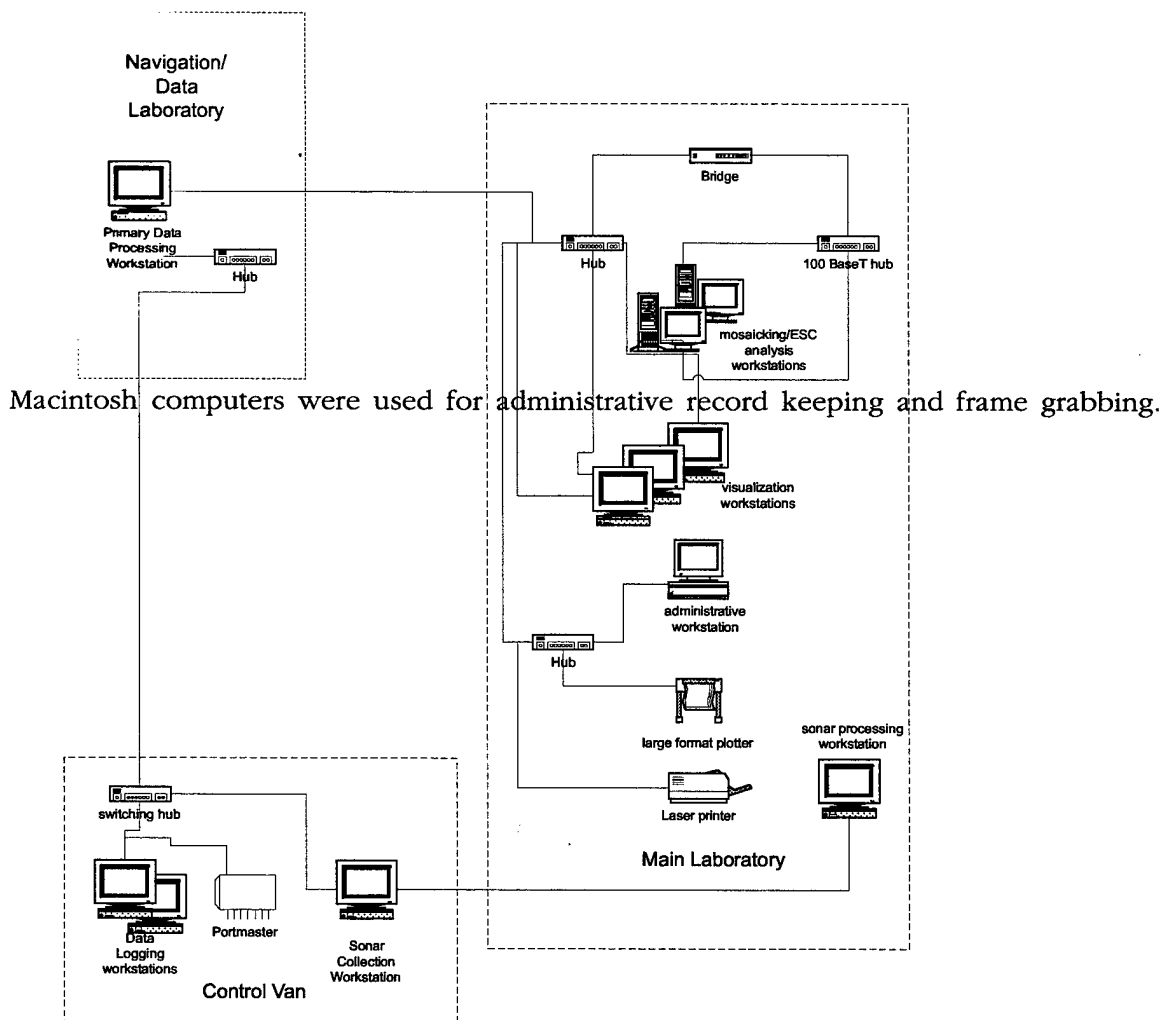 Navigation/
Data
Laboratory
Primary Data
Processing
Workstation
Hub
Bridge
Hub
100 BaseT hub
mosaicking/ESC
analysis
workstations
Macintosh computers were used for administrative record keeping and frame grabbing.
visualization
workstations
administrative
workstation
Hub
large format plotter
sonar processing
workstation
Laser printer
Main Laboratory
switching hub
Data
Logging
workstations
Portmaster
Sonar
Collection
Workstation
Control Van